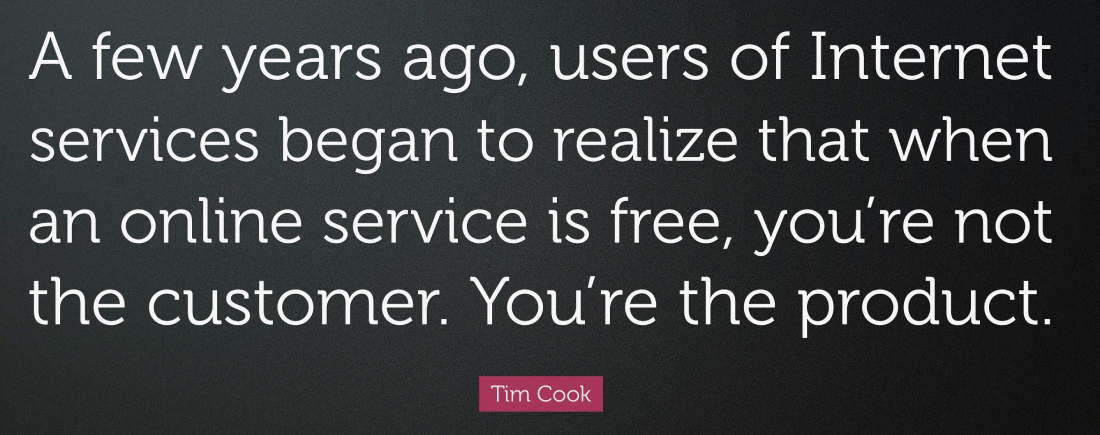 A few years ago, users of Internet
services began to realize that when
an online service is free, you’re not
the customer. You’re the product.
Tim Cook